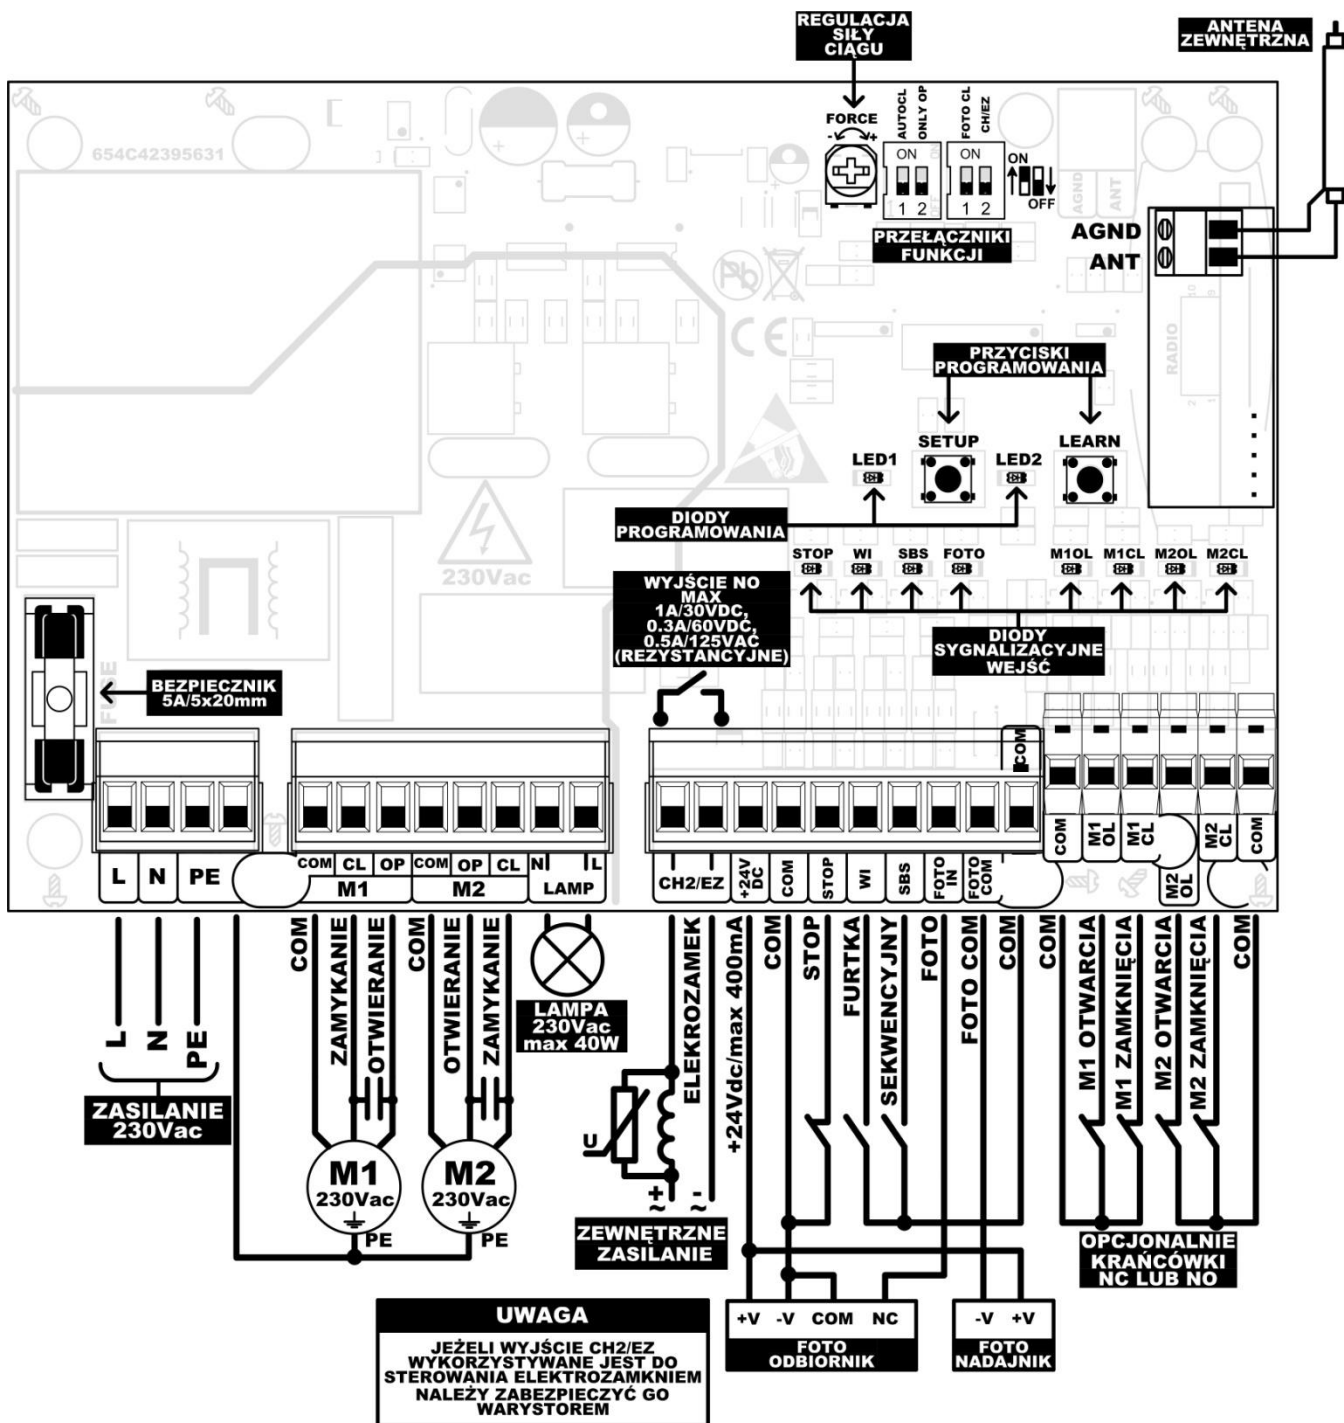 REGULACJA
SIŁY
CIĄGU
ANTENA
ZEWNĘTRZNA
FORCE
- +
AUTOCL
ONLY OP
FOTO CL
CH/EZ
ON
ON
ON
1 2
1 2
OFF
PRZEŁĄCZNIKI
FUNKCJI
654C42395631
AGND
ANT
AGND
ANT
Pb
CE
RADIO
10
9
2
1
PRZYCISKI
PROGRAMOWANIA
SETUP
LEARN
LED1
LED2
DIODY
PROGRAMOWANIA
STOP WI SBS FOTO M1OL M1CL M2OL M2CL
DIODY
SYGNALIZACYJNE
WEJŚĆ
230Vac
WYJŚCIE NO
MAX
1A/30VDC,
0.3A/60VDC,
0.5A/125VAC
(REZYSTANCYJNE)
FUSE
BEZPIECZNIK
5A/5x20mm
L N PE
COM CL OP COM OP CL N L
M1 M2 LAMP
CH2/EZ
+24V
DC
COM
STOP
WI
SBS
FOTO
IN
FOTO
COM
COM
COM
M1
OL
M1
CL
M2
OL
M2
CL
COM
L
N
PE
ZASILANIE
230Vac
COM
ZAMYKANIE
OTWIERANIE
COM
OTWIERANIE
ZAMYKANIE
LAMPA
230Vac
max 40W
M1
230Vac
PE
M2
230Vac
PE
ELEKROZAMEK
U
+
~
-
~
ZEWNĘTRZNE
ZASILANIE
+24Vdc/max 400mA
COM
STOP
FURTKA
SEKWENCYJNY
FOTO
FOTO COM
COM
COM
M1 OTWARCIA
M1 ZAMKNIĘCIA
M2 OTWARCIA
M2 ZAMKNIĘCIA
COM
OPCJONALNIE
KRAŃCÓWKI
NC LUB NO
+V -V COM NC
FOTO
ODBIORNIK
-V +V
FOTO
NADAJNIK
UWAGA
JEŻELI WYJŚCIE CH2/EZ
WYKORZYSTYWANE JEST DO
STEROWANIA ELEKTROZAMKNIEM
NALEŻY ZABEZPIECZYĆ GO
WARYSTOREM